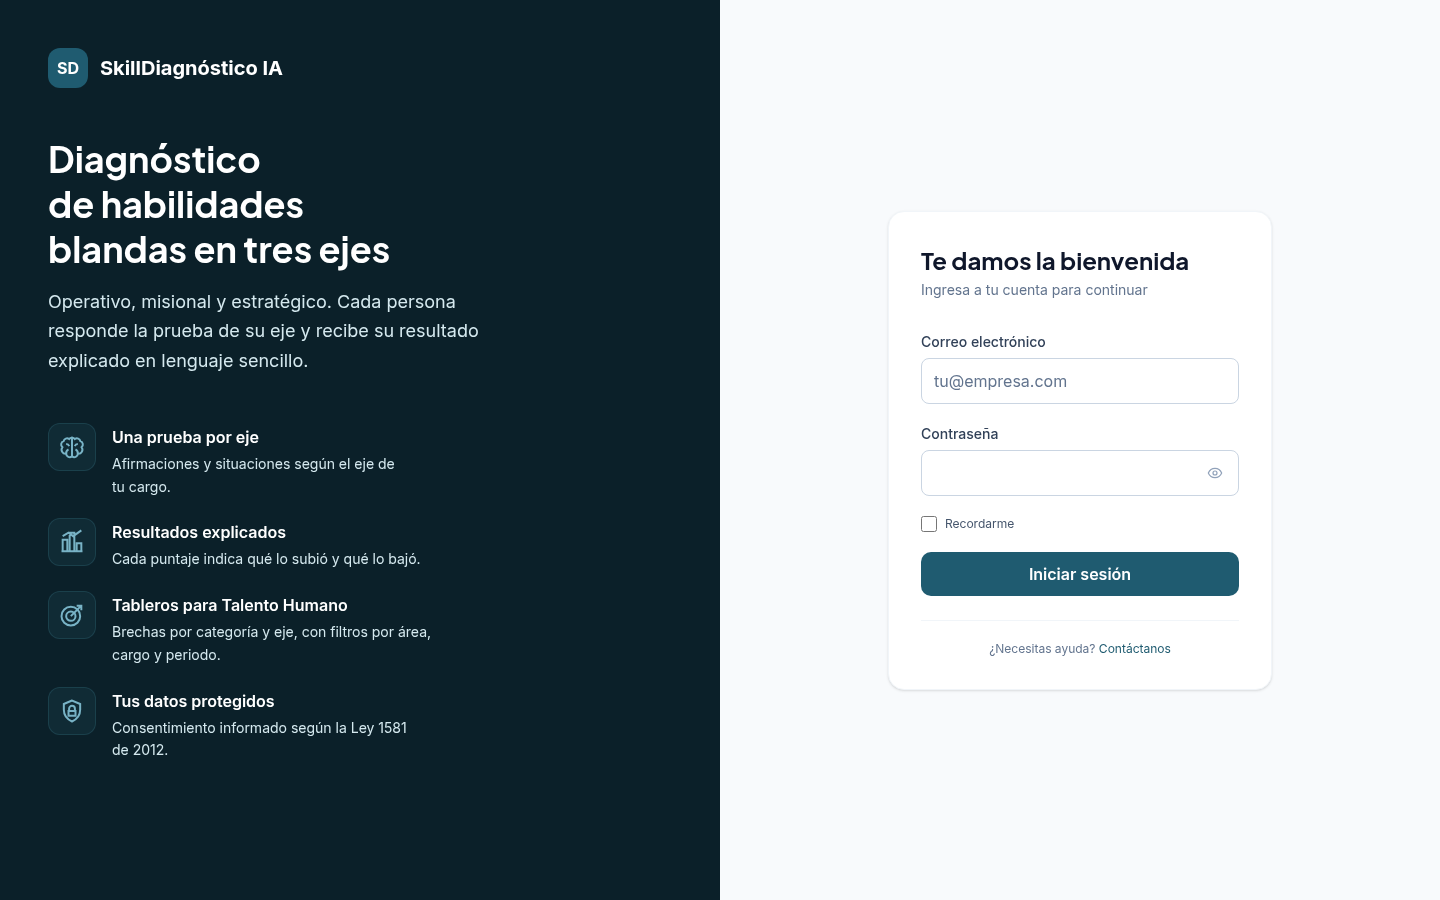 SD
SkillDiagnóstico IA
Diagnóstico
de habilidades
blandas en tres ejes
Operativo, misional y estratégico. Cada persona
responde la prueba de su eje y recibe su resultado
explicado en lenguaje sencillo.
Una prueba por eje
Afirmaciones y situaciones según el eje de
tu cargo.
Resultados explicados
Cada puntaje indica qué lo subió y qué lo bajó.
Tableros para Talento Humano
Brechas por categoría y eje, con filtros por área,
cargo y periodo.
Tus datos protegidos
Consentimiento informado según la Ley 1581
de 2012.
Te damos la bienvenida
Ingresa a tu cuenta para continuar
Correo electrónico
tu@empresa.com
Contraseña
Recordarme
Iniciar sesión
¿Necesitas ayuda? Contáctanos